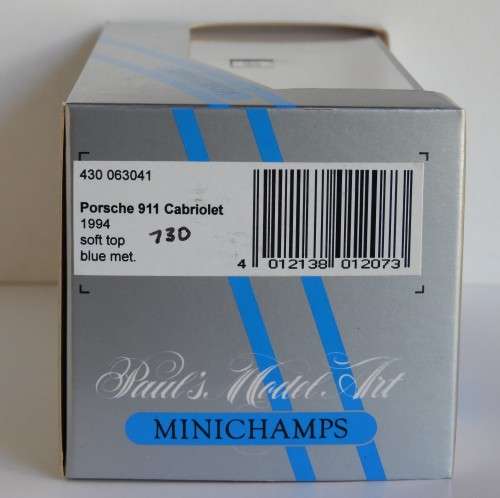 430 063041
Porsche 911 Cabriolet
1994
soft top 730
blue met.
4 012138 012073
Paul's Model Art
MINICHAMPS